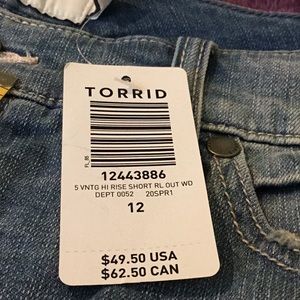 TORRID
FL_85
12443886
5 VNTG HI RISE SHORT RL OUT WD
DEPT 0052 20SPR1
12
$49.50 USA
$62.50 CAN